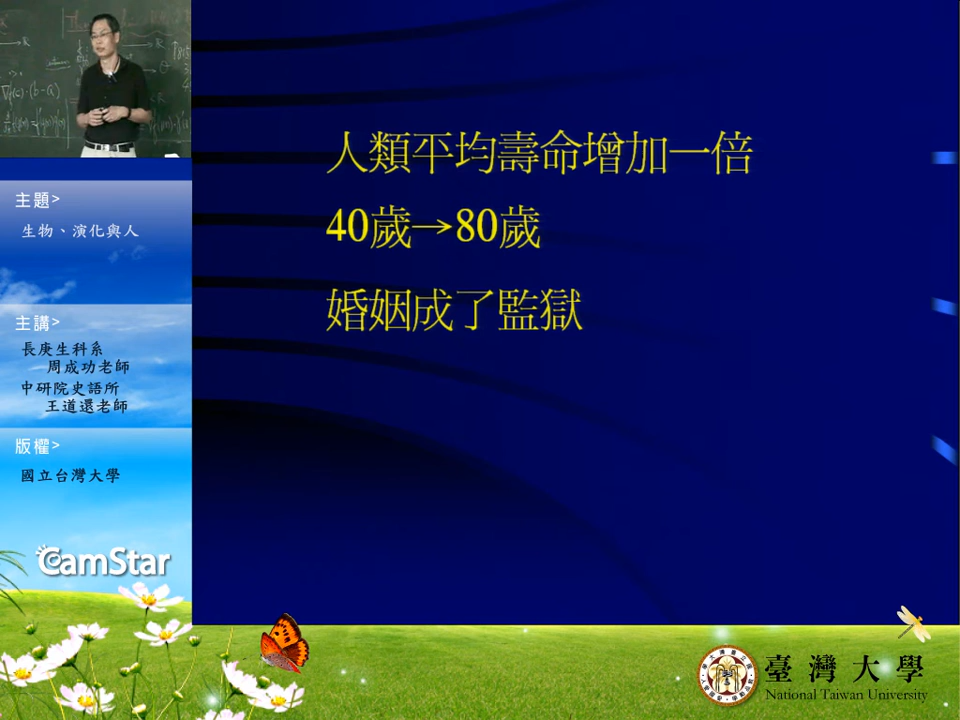 主題>
生物、演化與人
主講>
長庚生科系
周成功老師
中研院史語所
王道還老師
版權>
國立台灣大學
CamStar
人類平均壽命增加一倍
40歲→80歲
婚姻成了監獄
臺灣大學
National Taiwan University